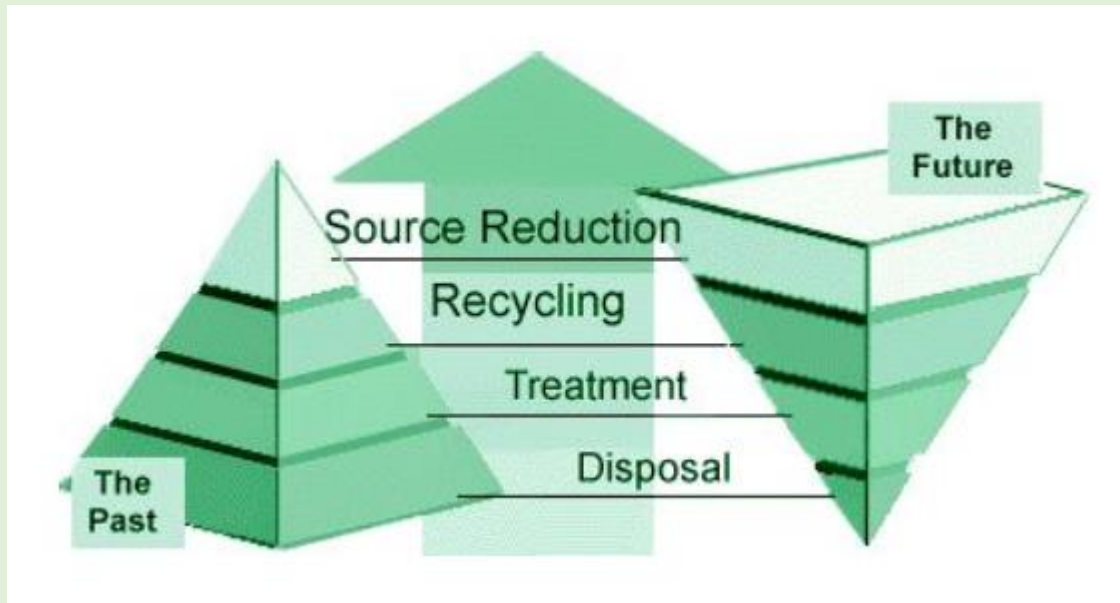 The
Future
Source Reduction
Recycling
Treatment
Disposal
The
Past